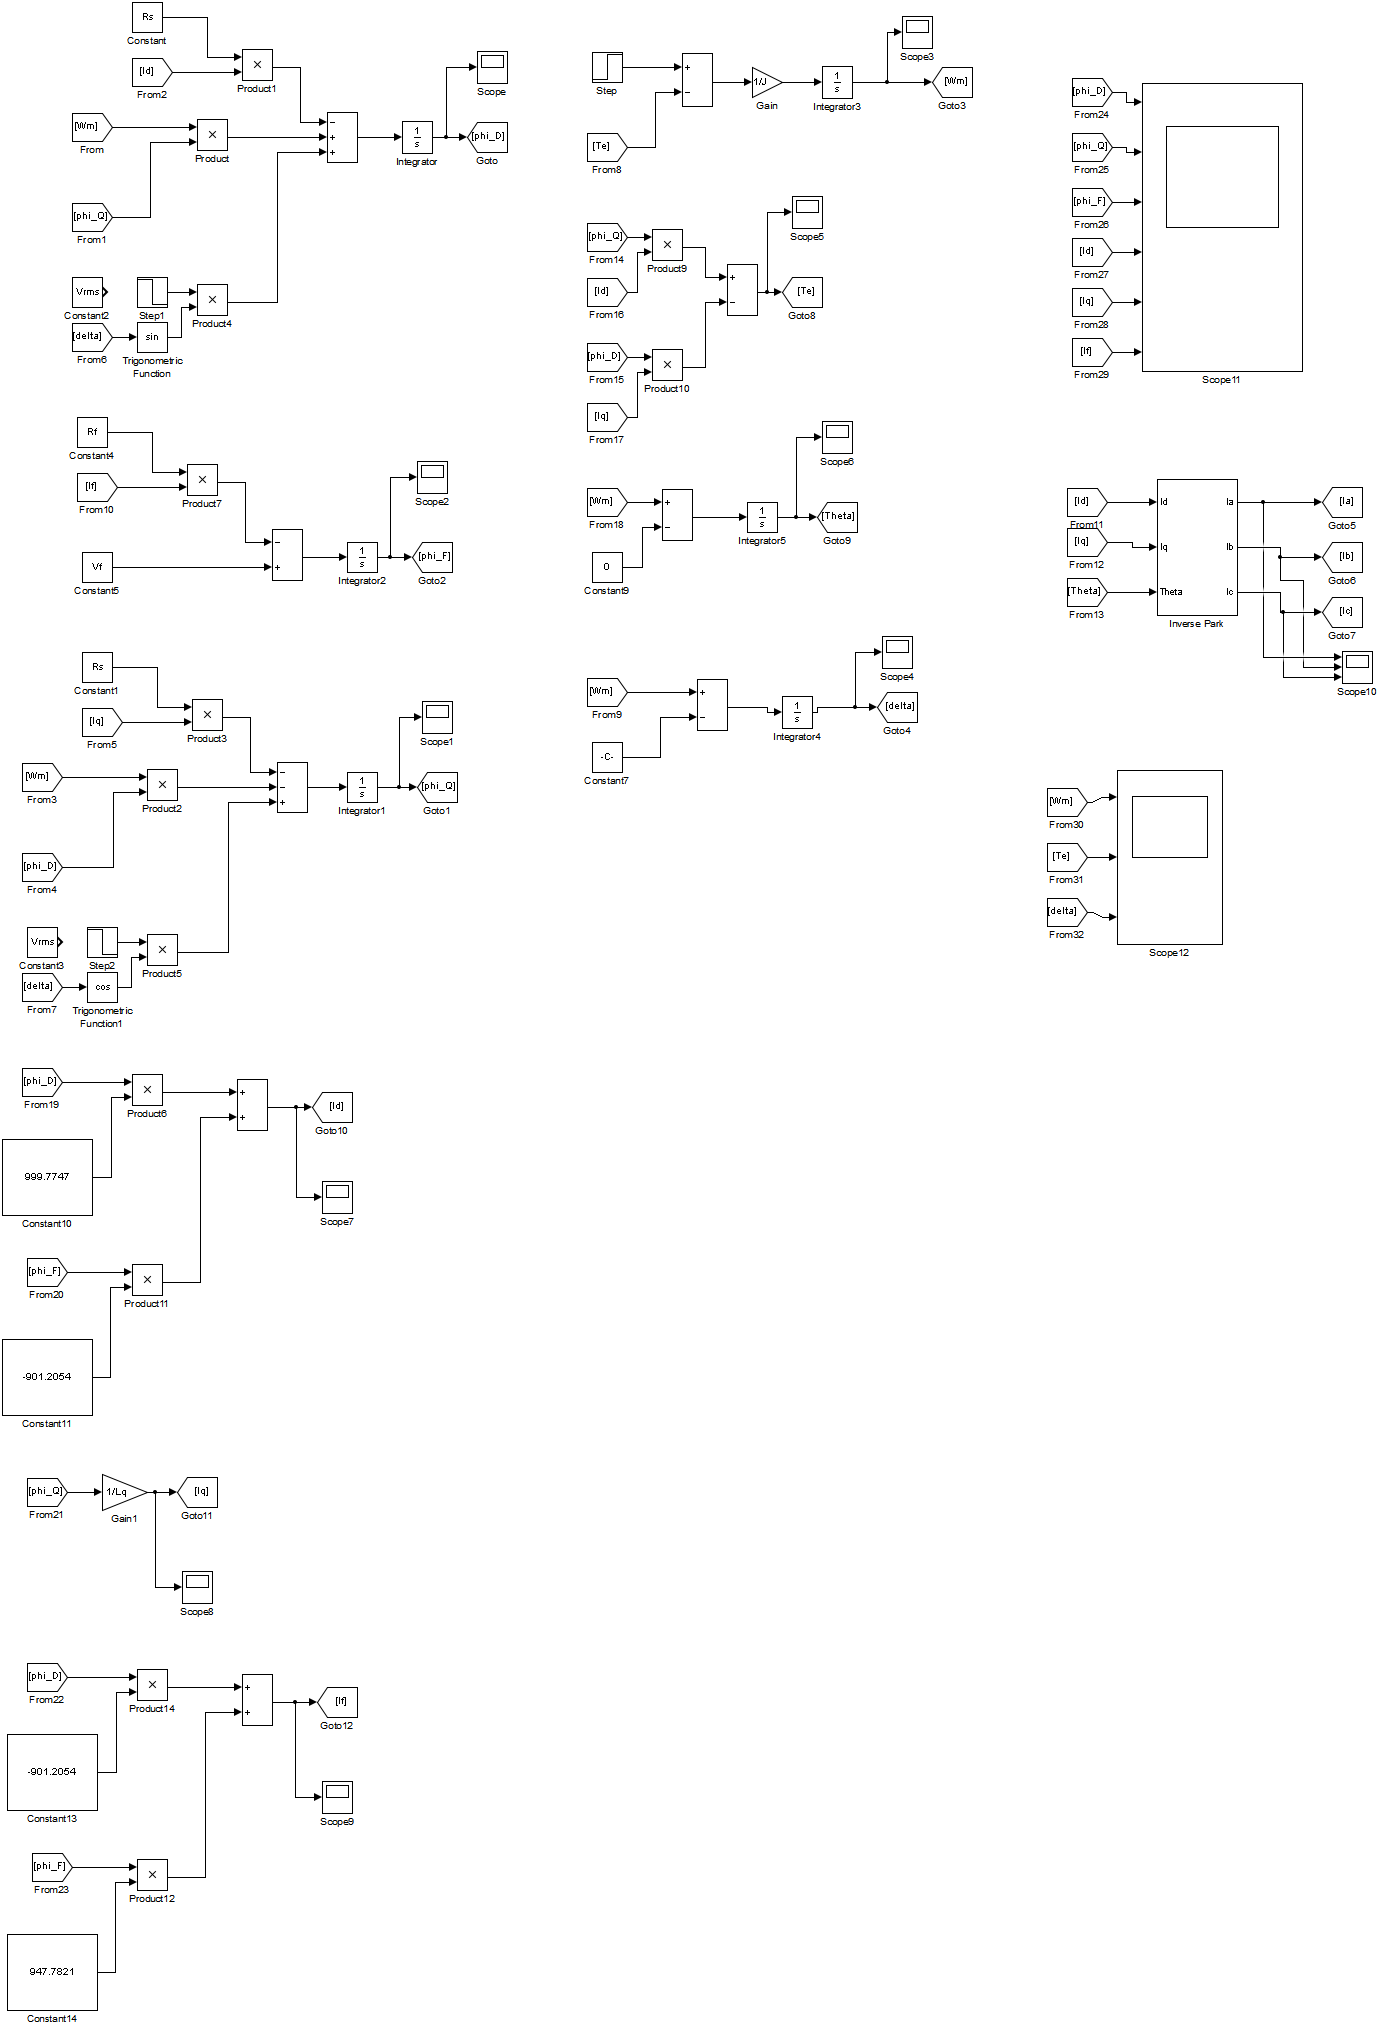 Rs
Constant
[Id]
From2
×
Product1
[Wm]
From
×
Product
[phi_Q]
From1
Vrms
Constant2
Step1
×
Product4
[delta]
From6
sin
Trigonometric
Function
−
+
+
1
s
Integrator
Scope
[phi_D]
Goto
Rf
Constant4
[If]
From10
×
Product7
Vf
Constant5
−
+
1
s
Integrator2
Scope2
[phi_F]
Goto2
Rs
Constant1
[Iq]
From5
×
Product3
[Wm]
From3
×
Product2
[phi_D]
From4
Vrms
Constant3
Step2
×
Product5
[delta]
From7
cos
Trigonometric
Function1
−
−
+
1
s
Integrator1
Scope1
[phi_Q]
Goto1
[phi_D]
From19
×
Product6
999.7747
Constant10
[phi_F]
From20
×
Product11
-901.2054
Constant11
+
+
[Id]
Goto10
Scope7
[phi_Q]
From21
1/Lq
Gain1
[Iq]
Goto11
Scope8
[phi_D]
From22
×
Product14
-901.2054
Constant13
[phi_F]
From23
×
Product12
947.7821
Constant14
+
+
[If]
Goto12
Scope9
Step
[Te]
From8
+
−
1/J
Gain
1
s
Integrator3
Scope3
[Wm]
Goto3
[phi_Q]
From14
×
Product9
[Id]
From16
[phi_D]
From15
×
Product10
[Iq]
From17
+
−
Scope5
[Te]
Goto8
[Wm]
From18
0
Constant9
+
−
1
s
Integrator5
Scope6
[Theta]
Goto9
[Wm]
From9
-C-
Constant7
+
−
1
s
Integrator4
Scope4
[delta]
Goto4
[phi_D]
From24
[phi_Q]
From25
[phi_F]
From26
[Id]
From27
[Iq]
From28
[If]
From29
Scope11
[Id]
From11
[Iq]
From12
[Theta]
From13
Id
Iq
Theta
Ia
Ib
Ic
Inverse Park
[Ia]
Goto5
[Ib]
Goto6
[Ic]
Goto7
Scope10
[Wm]
From30
[Te]
From31
[delta]
From32
Scope12